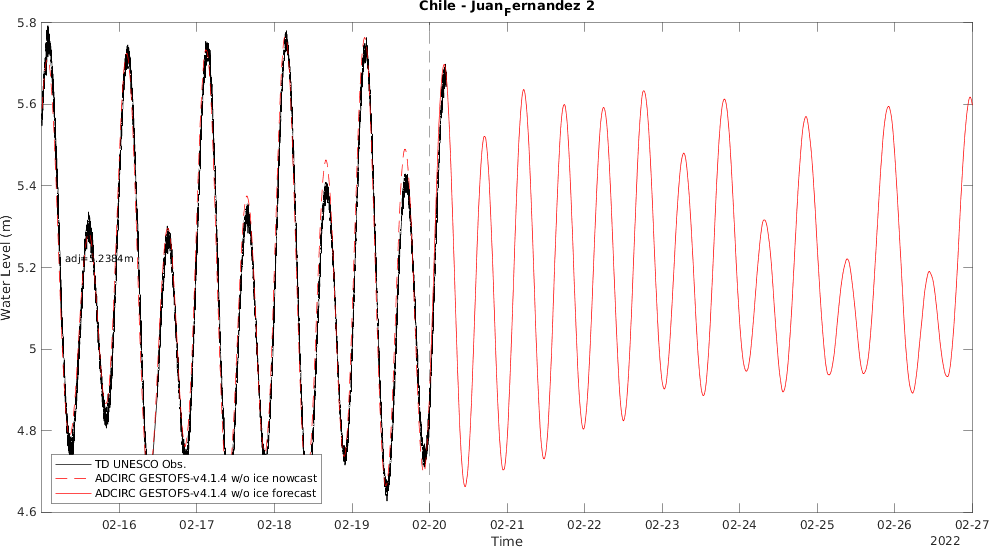 Chile - Juan_Fernandez 2
5.8
5.6
5.4
5.2
5
4.8
4.6
Water Level (m)
adj=5.2384m
TD UNESCO Obs.
ADCIRC GESTOFS-v4.1.4 w/o ice nowcast
ADCIRC GESTOFS-v4.1.4 w/o ice forecast
02-16 02-17 02-18 02-19 02-20 02-21 02-22 02-23 02-24 02-25 02-26 02-27
Time
2022